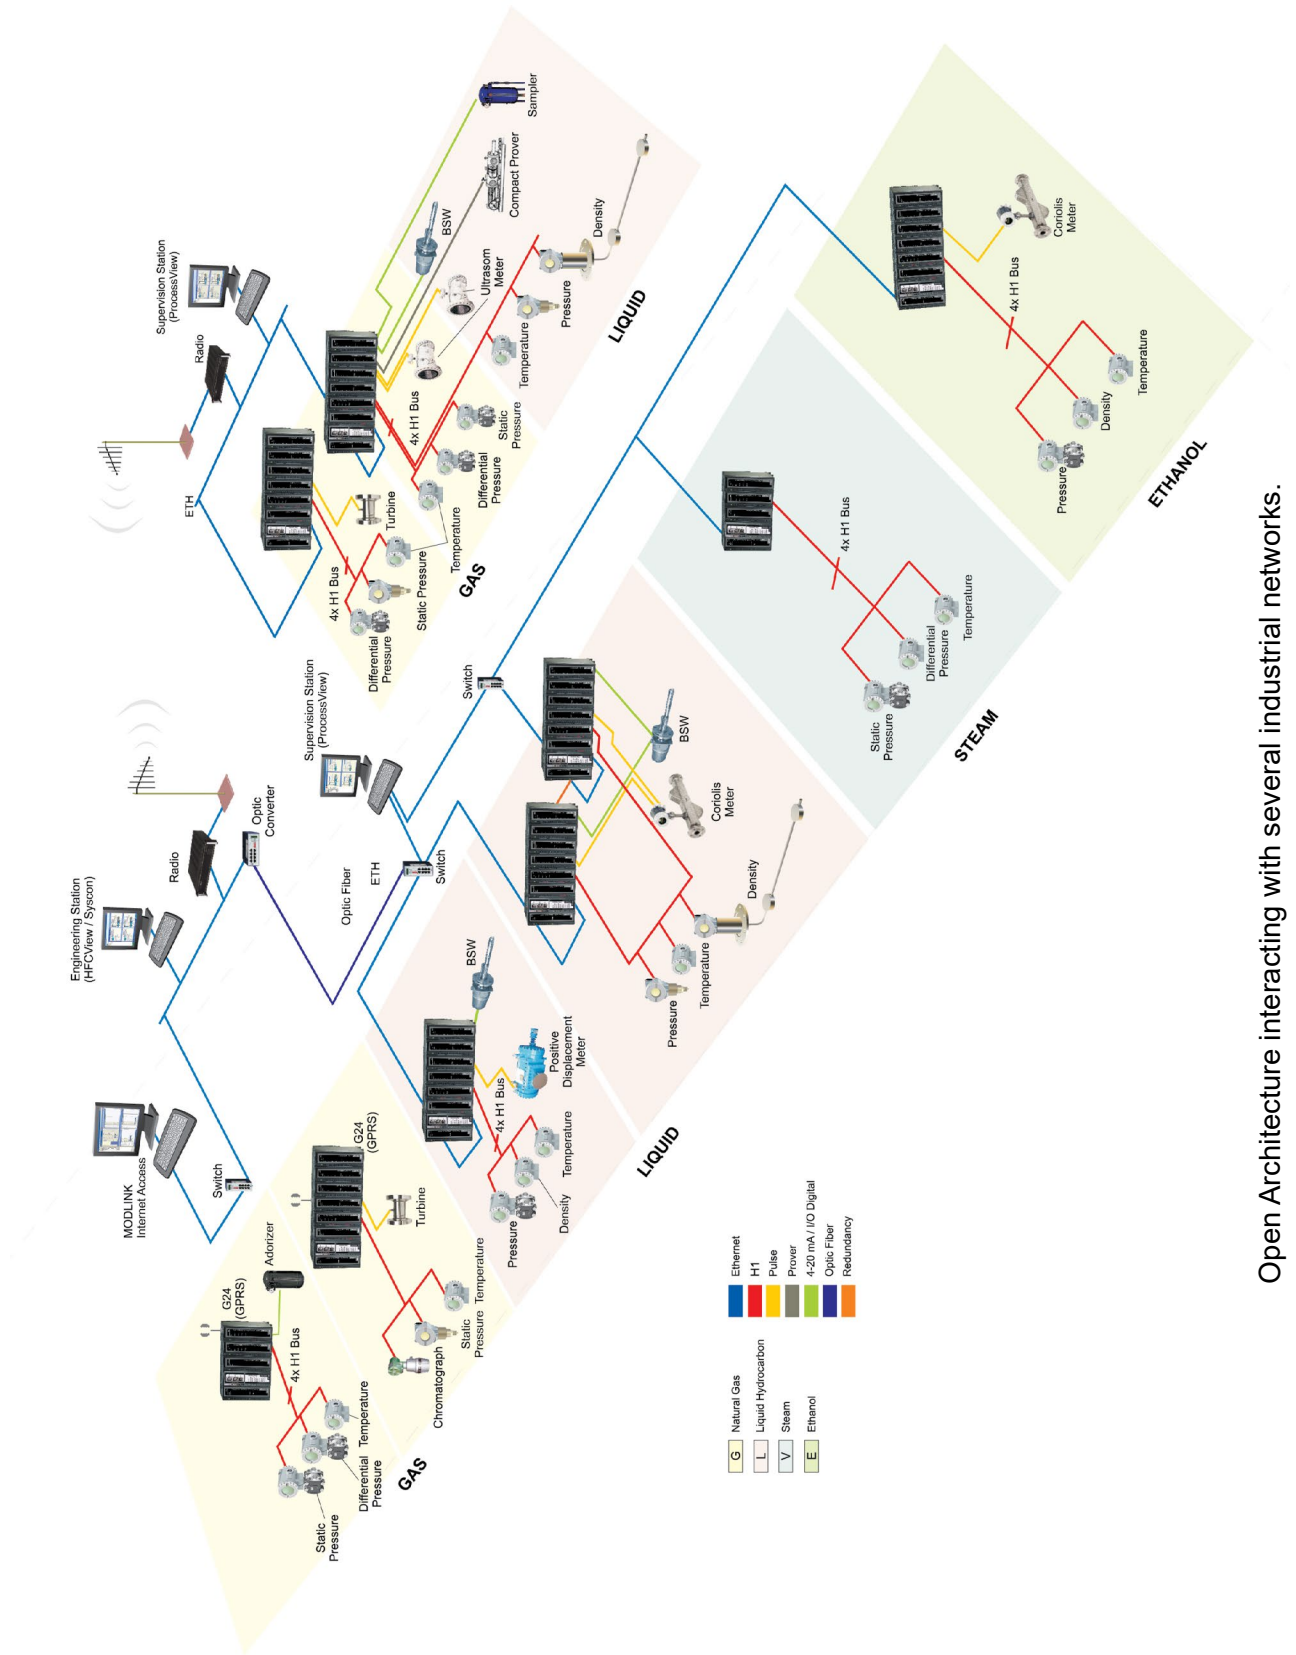 MODLINK
Internet Access
Engineering Station
(HFCView / Syscon)
Radio
Optic
Converter
Switch
Supervision Station
(ProcessView)
Optic Fiber
ETH
Switch
Switch
ETH
Radio
Supervision Station
(ProcessView)
G24
(GPRS)
Adorizer
4x H1 Bus
Static
Pressure
Differential
Pressure
Temperature
G24
(GPRS)
Turbine
Chromatograph
Static
Pressure
Temperature
GAS
BSW
Positive
Displacement
Meter
4x H1 Bus
Pressure
Density
Temperature
LIQUID
BSW
Coriolis
Meter
Density
Temperature
Pressure
4x H1 Bus
Turbine
Differential
Pressure
Static Pressure
Temperature
GAS
4x H1 Bus
Differential
Pressure
Static
Pressure
Ultrasom
Meter
BSW
Compact Prover
Sampler
Temperature
Pressure
Density
LIQUID
4x H1 Bus
Static
Pressure
Differential
Pressure
Temperature
STEAM
4x H1 Bus
Coriolis
Meter
Pressure
Density
Temperature
ETHANOL
G Natural Gas
L Liquid Hydrocarbon
V Steam
E Ethanol
Ethernet
H1
Pulse
Prover
4-20 mA / I/O Digital
Optic Fiber
Redundancy
Open Architecture interacting with several industrial networks.